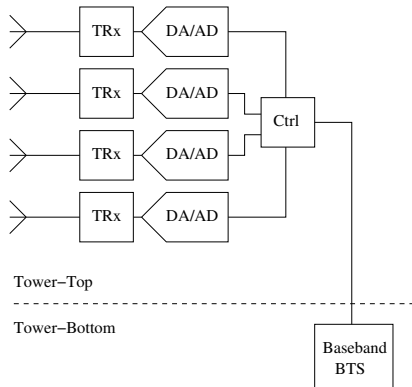 TRx DA/AD
TRx DA/AD
Ctrl
TRx DA/AD
TRx DA/AD
Tower–Top
Tower–Bottom
Baseband
BTS